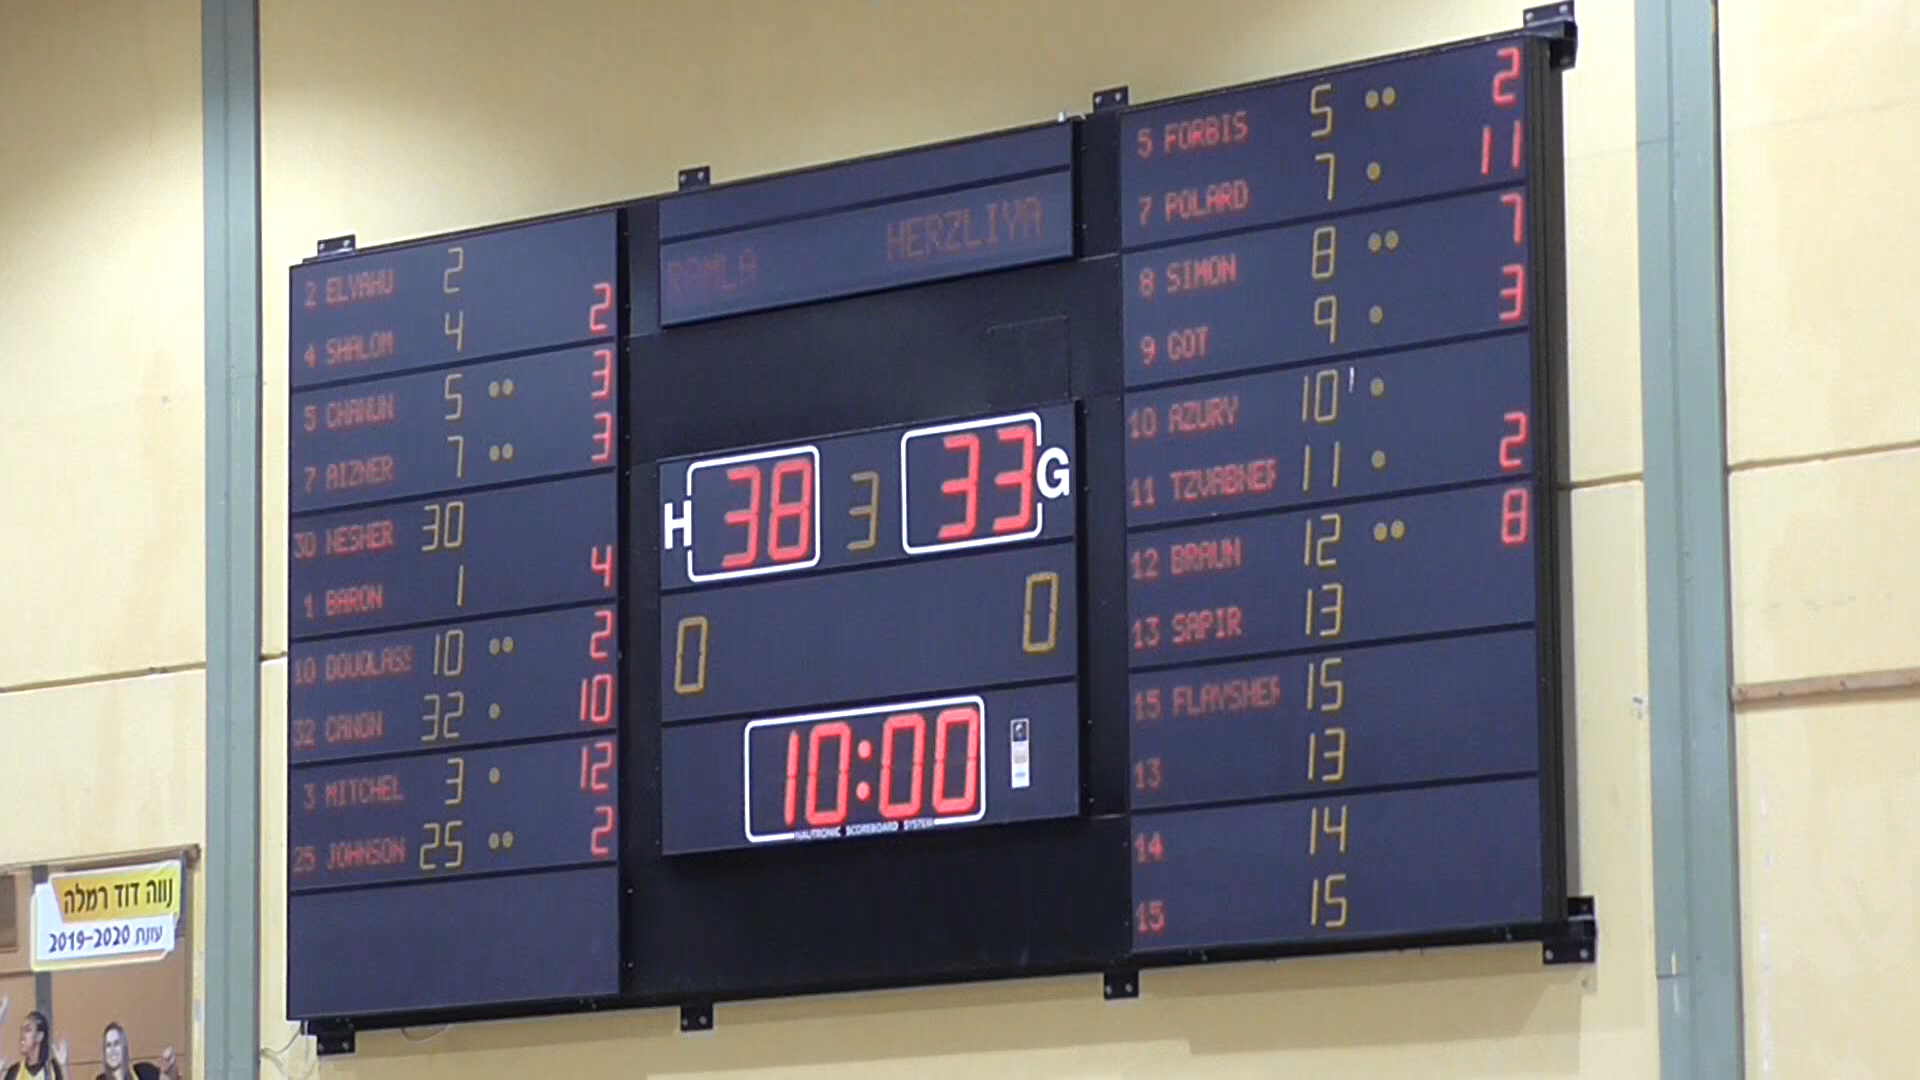 2 ELVAHU 2
4 SHALOM 4 2
5 CHANUN 5 3
7 AIZNER 7 3
30 NESHER 30
1 BARON 1 4
10 DOUGLASS 10 2
32 CANON 32 10
3 MITCHEL 3 12
25 JOHNSON 25 2
RAMLA HERZLIYA
H 38 3 33 G
0 0
10:00
NAUTRONIC SCOREBOARD SYSTEM
5 FORBIS 5 2
7 POLARD 7 11
8 SIMON 8 7
9 GOT 9 3
10 AZURY 10
11 TZVABNER 11 2
12 BRAUN 12 8
13 SAPIR 13
15 FLAYSHER 15
13 13
14 14
15 15
נווה דוד רמלה
עונת 2019-2020